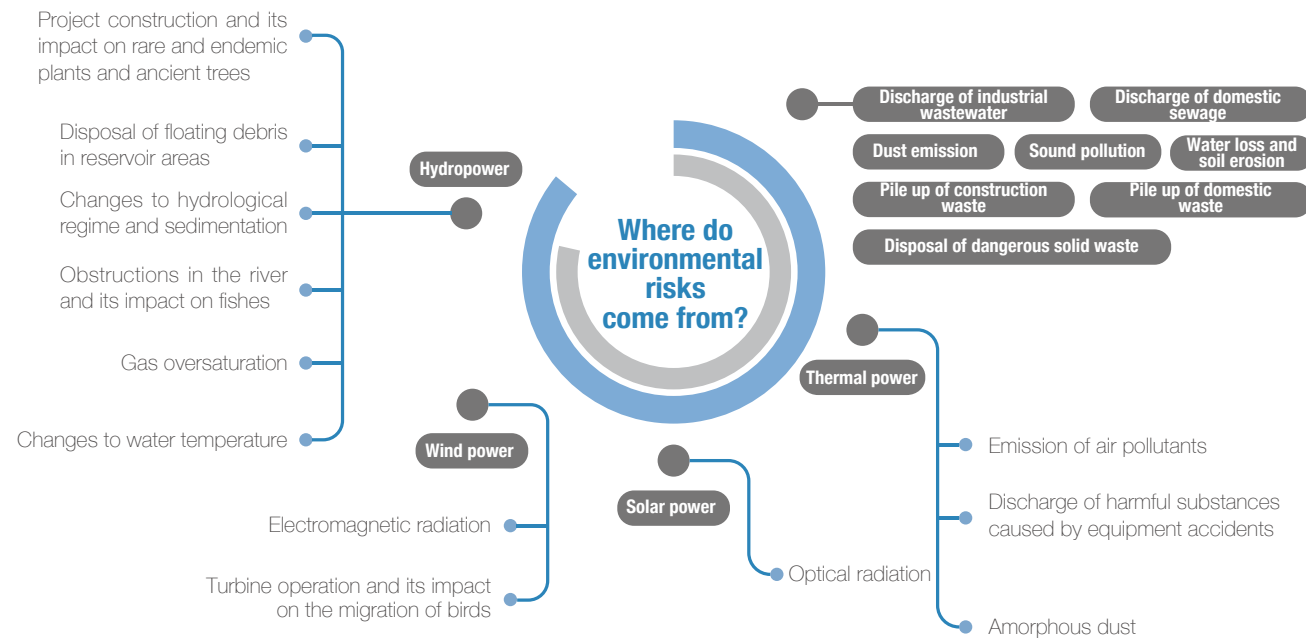 Project construction and its
impact on rare and endemic
plants and ancient trees
Disposal of floating debris
in reservoir areas
Changes to hydrological
regime and sedimentation
Obstructions in the river
and its impact on fishes
Gas oversaturation
Changes to water temperature
Hydropower
Where do
environmental
risks
come from?
Discharge of industrial
wastewater
Discharge of domestic
sewage
Dust emission
Sound pollution
Water loss and
soil erosion
Pile up of construction
waste
Pile up of domestic
waste
Disposal of dangerous solid waste
Wind power
Electromagnetic radiation
Turbine operation and its impact
on the migration of birds
Solar power
Optical radiation
Thermal power
Emission of air pollutants
Discharge of harmful substances
caused by equipment accidents
Amorphous dust